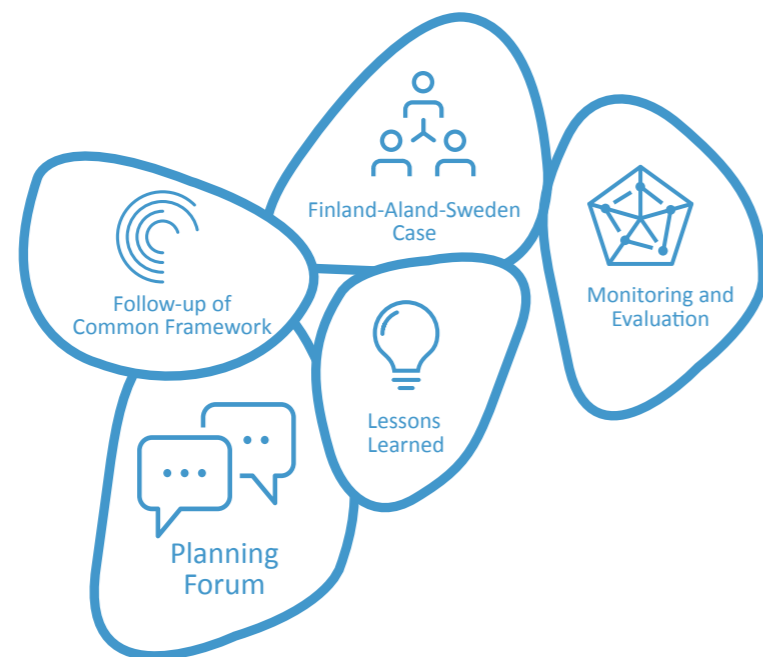 Finland-Aland-Sweden
Case
Follow-up of
Common Framework
Monitoring and
Evaluation
Lessons
Learned
Planning
Forum